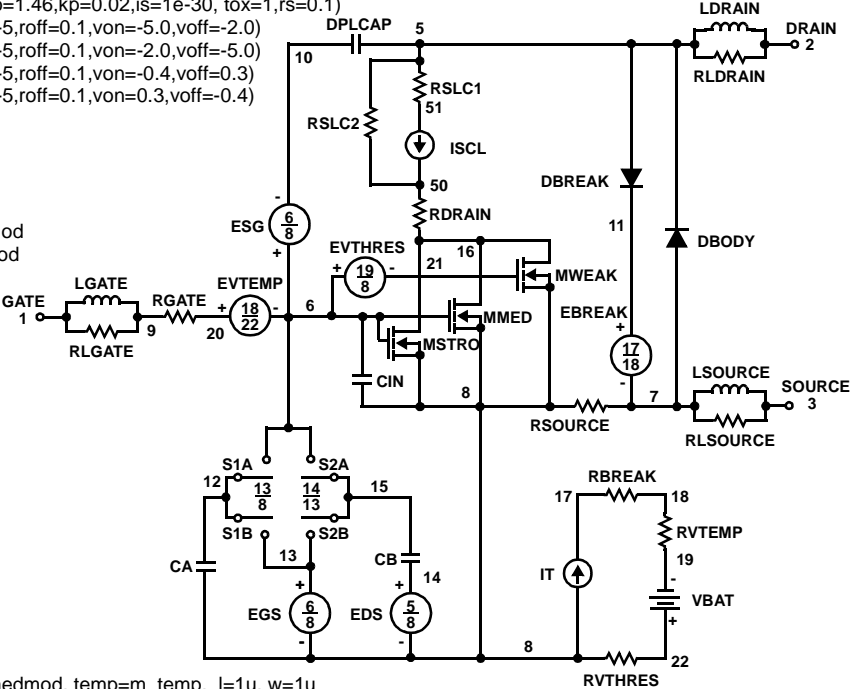 p=1.46,kp=0.02,is=1e-30, tox=1,rs=0.1)
-5,roff=0.1,von=-5.0,voff=-2.0)
-5,roff=0.1,von=-2.0,voff=-5.0)
-5,roff=0.1,von=-0.4,voff=0.3)
-5,roff=0.1,von=0.3,voff=-0.4)
od
od
DPLCAP
5
10
LDRAIN
DRAIN
2
RLDRAIN
RSLC1
51
RSLC2
ISCL
50
DBREAK
RDRAIN
11
DBODY
-
ESG
6
8
+
EVTHRES
+
19
8
-
21
16
MWEAK
LGATE
GATE
1
RLGATE
9
RGATE
20
EVTEMP
+
18
22
-
6
MMED
MSTRO
EBREAK
+
17
18
-
CIN
8
RSOURCE
7
LSOURCE
SOURCE
3
RLSOURCE
S1A
S2A
12
13
8
14
13
15
S1B
S2B
13
CA
CB
14
+
EGS
6
8
-
+
EDS
5
8
-
8
RBREAK
17
18
RVTEMP
19
IT
-
VBAT
+
22
RVTHRES
nedmod, temp=m_temp, l=1u, w=1u